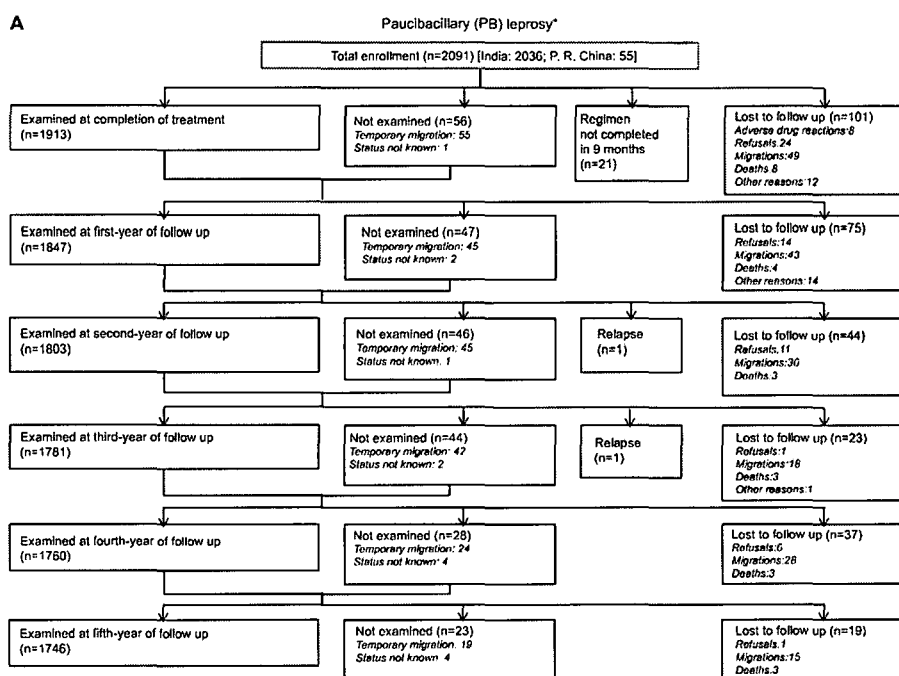 A
Paucibacillary (PB) leprosy*
Total enrollment (n=2091) [India: 2036; P. R. China: 55]
Examined at completion of treatment
(n=1913)
Not examined (n=56)
Temporary migration: 55
Status not known: 1
Regimen
not completed
in 9 months
(n=21)
Lost to follow up (n=101)
Adverse drug reactions:8
Refusals:24
Migrations:49
Deaths 8
Other reasons:12
Examined at first-year of follow up
(n=1847)
Not examined (n=47)
Temporary migration: 45
Status not known: 2
Lost to follow up (n=75)
Refusals:14
Migrations:43
Deaths:4
Other reasons:14
Examined at second-year of follow up
(n=1803)
Not examined (n=46)
Temporary migration: 45
Status not known: 1
Relapse
(n=1)
Lost to follow up (n=44)
Refusals:11
Migrations:30
Deaths:3
Examined at third-year of follow up
(n=1781)
Not examined (n=44)
Temporary migration: 42
Status not known: 2
Relapse
(n=1)
Lost to follow up (n=23)
Refusals:1
Migrations:18
Deaths:3
Other reasons:1
Examined at fourth-year of follow up
(n=1760)
Not examined (n=28)
Temporary migration: 24
Status not known: 4
Lost to follow up (n=37)
Refusals:6
Migrations:28
Deaths:3
Examined at fifth-year of follow up
(n=1746)
Not examined (n=23)
Temporary migration. 19
Status not known: 4
Lost to follow up (n=19)
Refusals.1
Migrations:15
Deaths:3